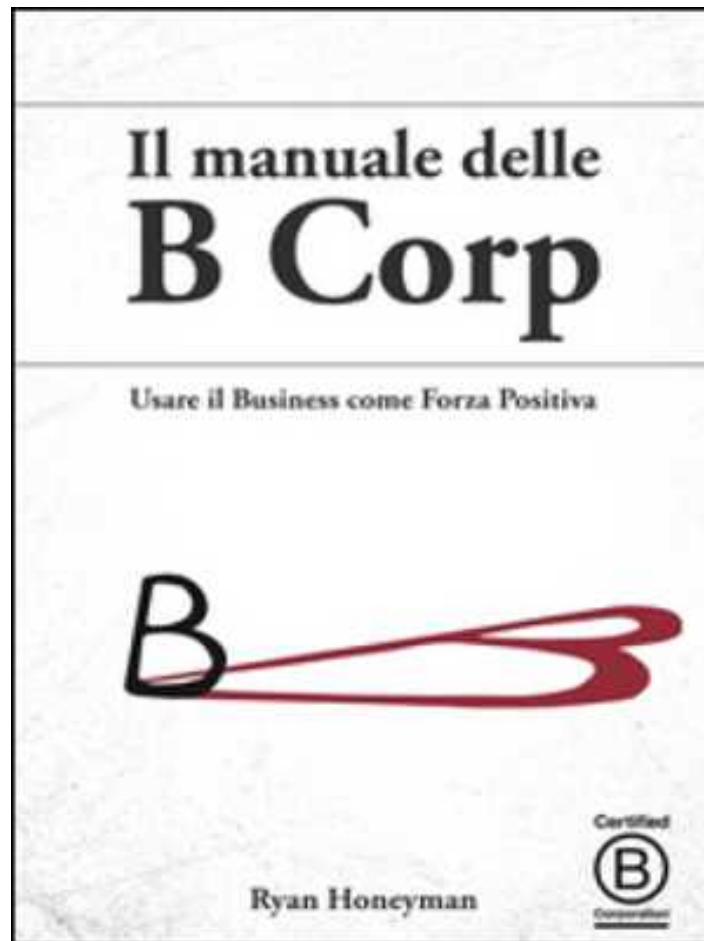 Il manuale delle
B Corp
Usare il Business come Forza Positiva
B
B
Ryan Honeyman
Certified
B
Corporation